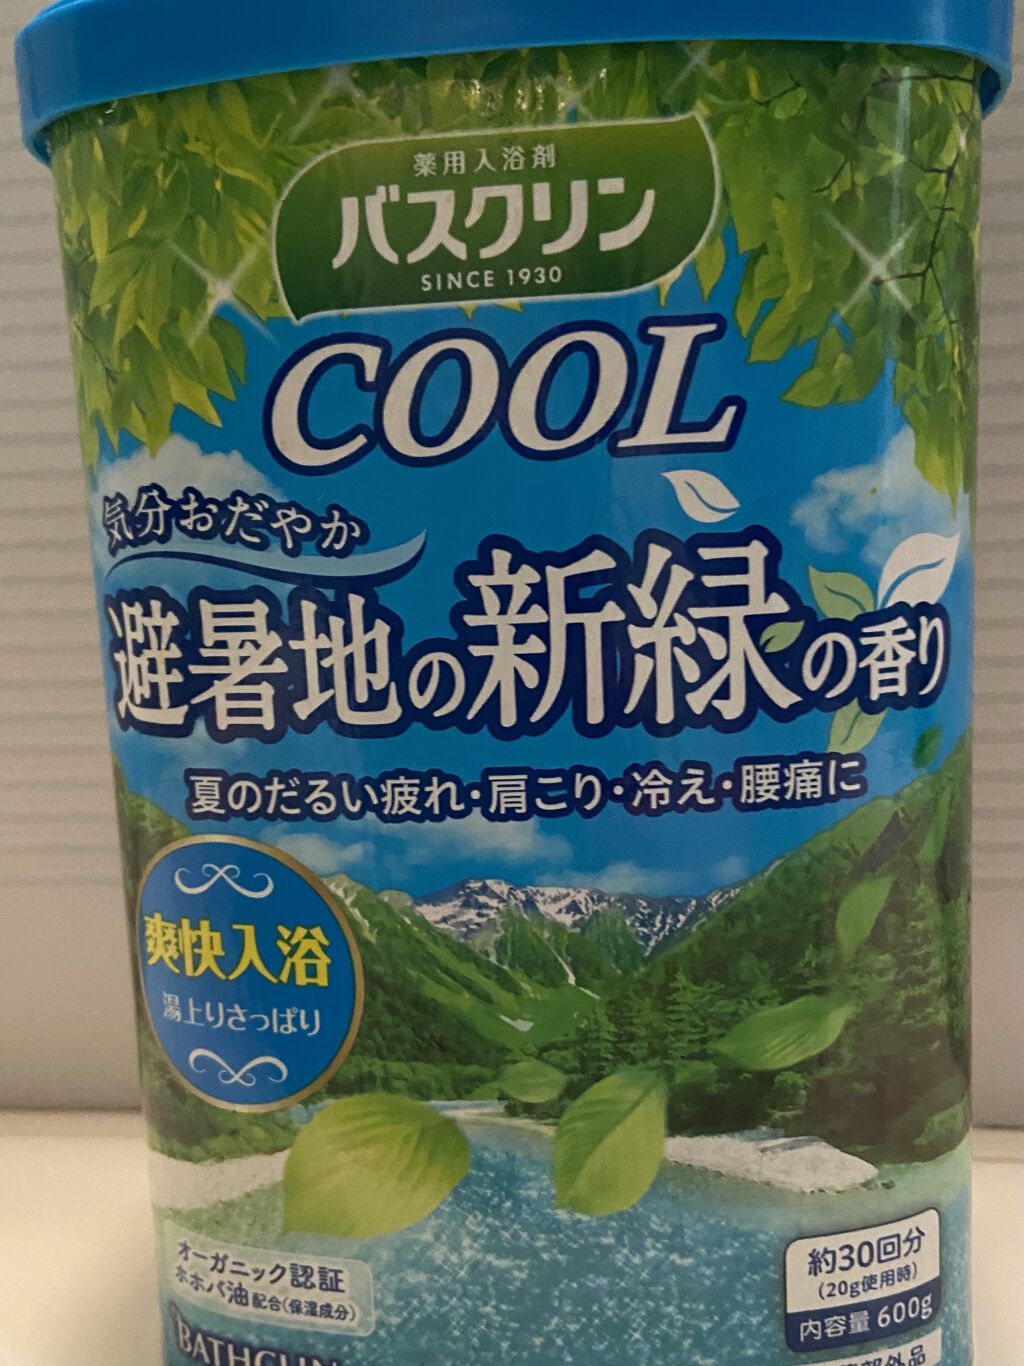 薬用入浴剤
バスクリン
SINCE 1930
COOL
気分おだやか
避暑地の新緑の香り
夏のだるい疲れ・肩こり・冷え・腰痛に
爽快入浴
湯上りさっぱり
オーガニック認証
ホホバ油配合(保湿成分)
約30回分
(20g使用時)
内容量 600g
BATHCLIN
部外品